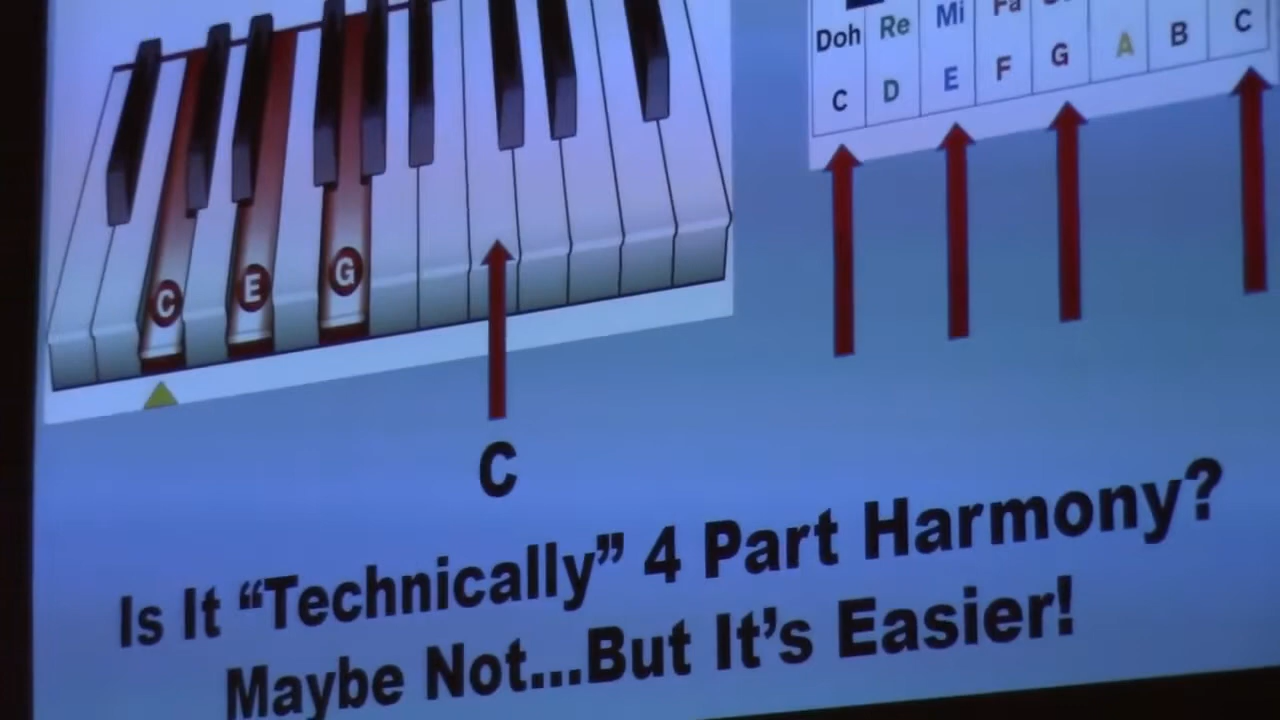 Doh Re Mi Fa
C D E F G A B C
C E G
C
Is It “Technically” 4 Part Harmony?
Maybe Not...But It’s Easier!